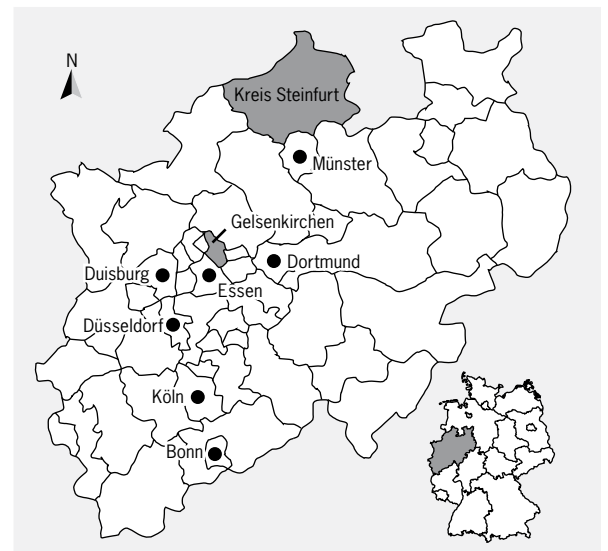 N
Kreis Steinfurt
Münster
Gelsenkirchen
Dortmund
Duisburg
Essen
Düsseldorf
Köln
Bonn